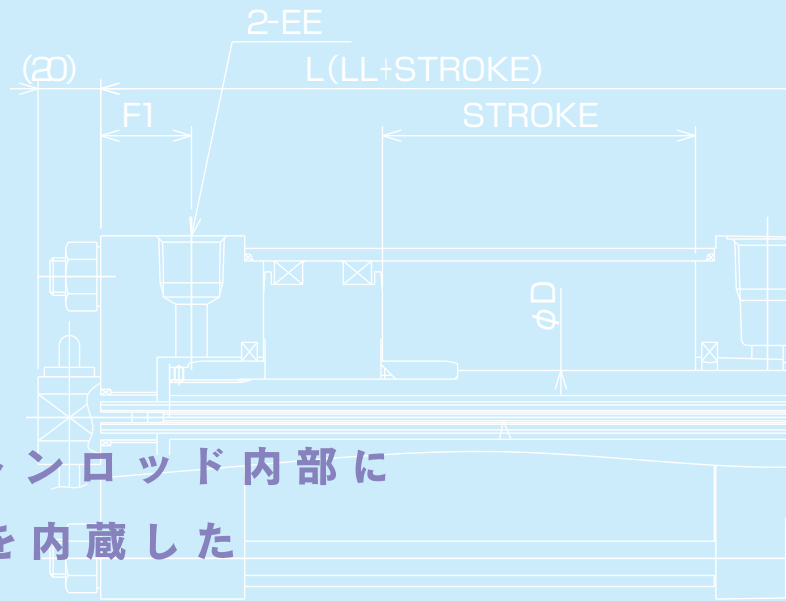 2-EE
(20)
L(LL+STROKE)
F1
STROKE
φD
ンロッド内部に
を内蔵した